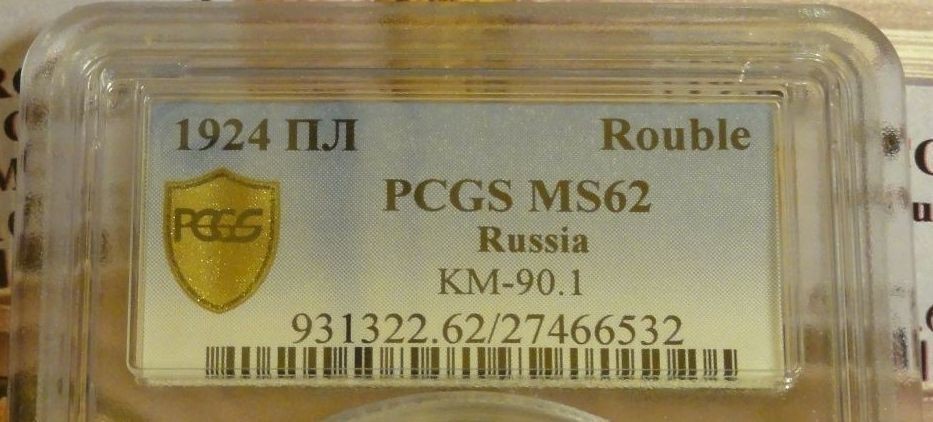 1924 ПЛ Rouble
PCGS MS62
PCGS
Russia
KM-90.1
931322.62/27466532